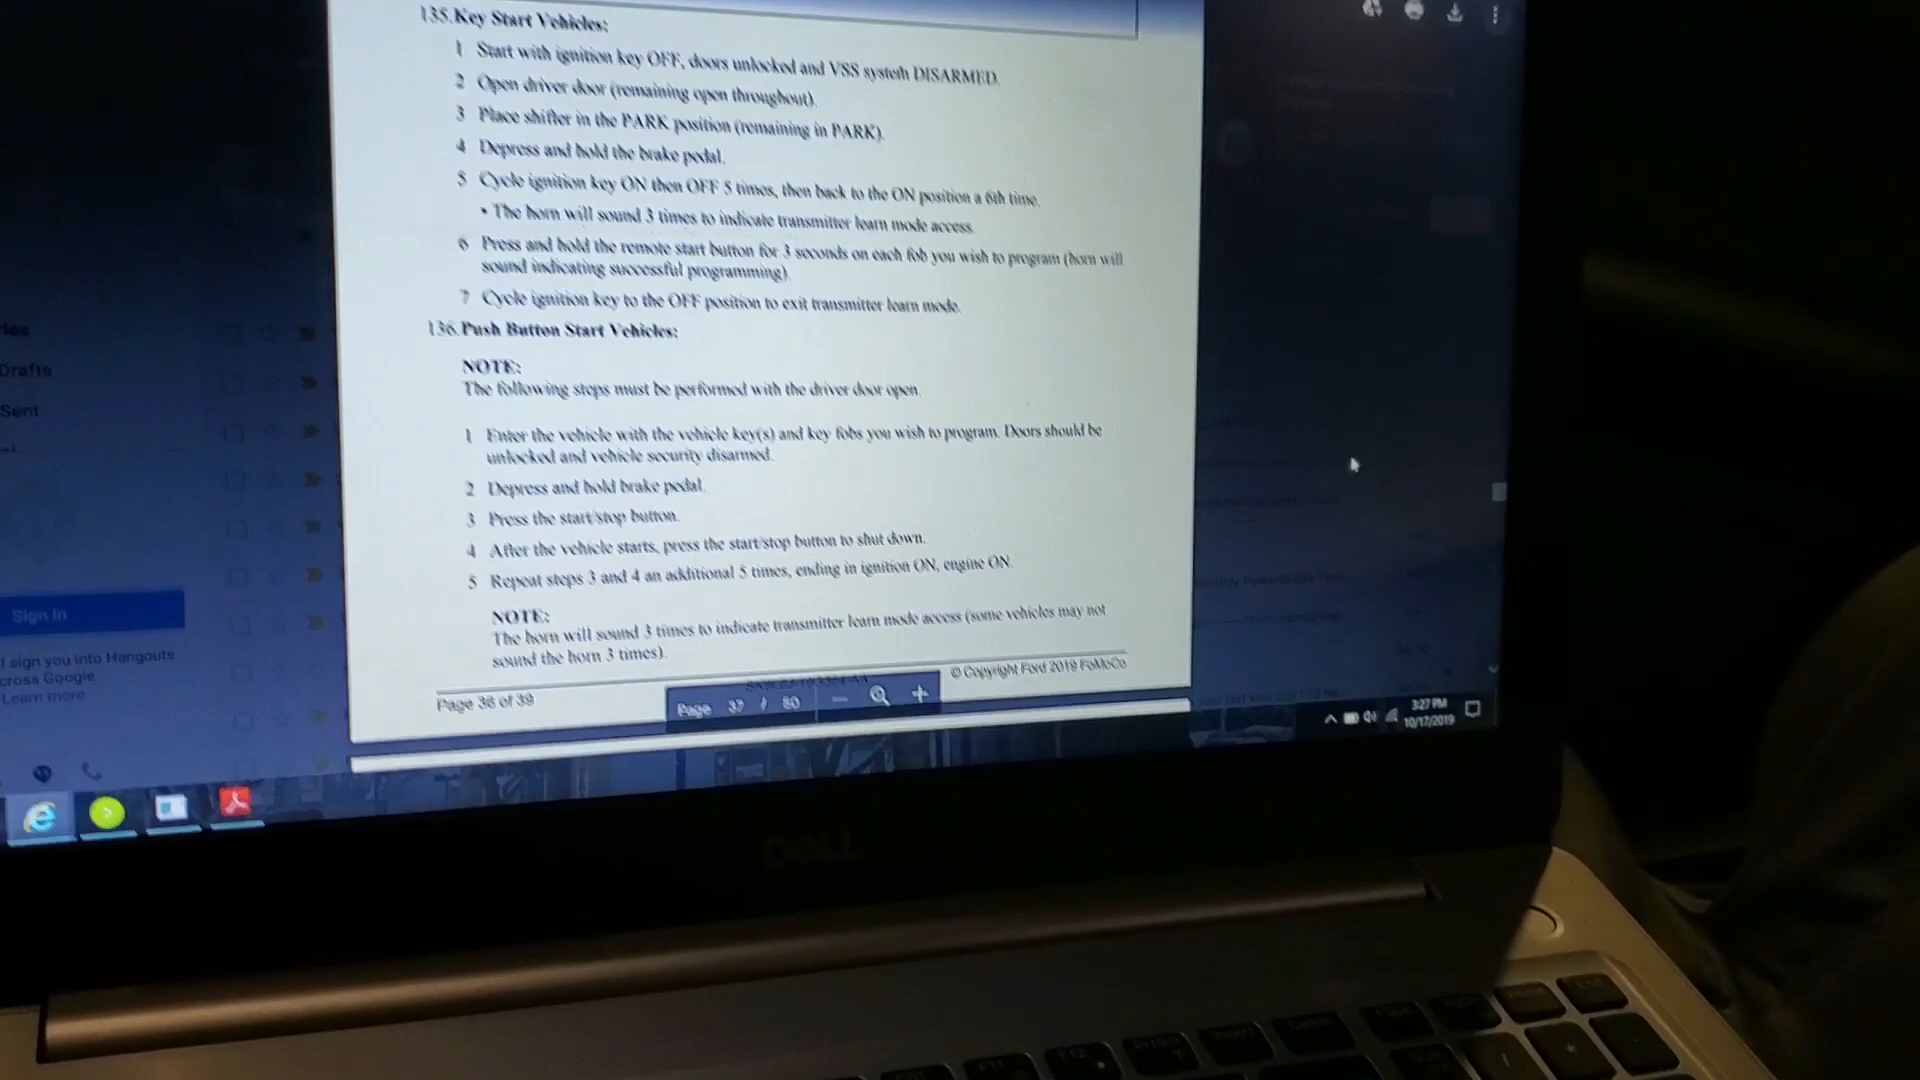 135. Key Start Vehicles:
1 Start with ignition key OFF, doors unlocked and VSS system DISARMED.
2 Open driver door (remaining open throughout).
3 Place shifter in the PARK position (remaining in PARK).
4 Depress and hold the brake pedal.
5 Cycle ignition key ON then OFF 5 times, then back to the ON position a 6th time.
• The horn will sound 3 times to indicate transmitter learn mode access.
6 Press and hold the remote start button for 3 seconds on each fob you wish to program (horn will
sound indicating successful programming).
7 Cycle ignition key to the OFF position to exit transmitter learn mode.
136. Push Button Start Vehicles:
NOTE:
The following steps must be performed with the driver door open.
1 Enter the vehicle with the vehicle key(s) and key fobs you wish to program. Doors should be
unlocked and vehicle security disarmed.
2 Depress and hold brake pedal.
3 Press the start/stop button.
4 After the vehicle starts, press the start/stop button to shut down.
5 Repeat steps 3 and 4 an additional 5 times, ending in ignition ON, engine ON.
NOTE:
The horn will sound 3 times to indicate transmitter learn mode access (some vehicles may not
sound the horn 3 times).
Page 36 of 39
© Copyright Ford 2019 FoMoCo
Page 37 / 80
Drafts
Sent
Sign In
sign you into Hangouts
cross Google.
Learn more
3:27 PM
10/17/2019
DELL